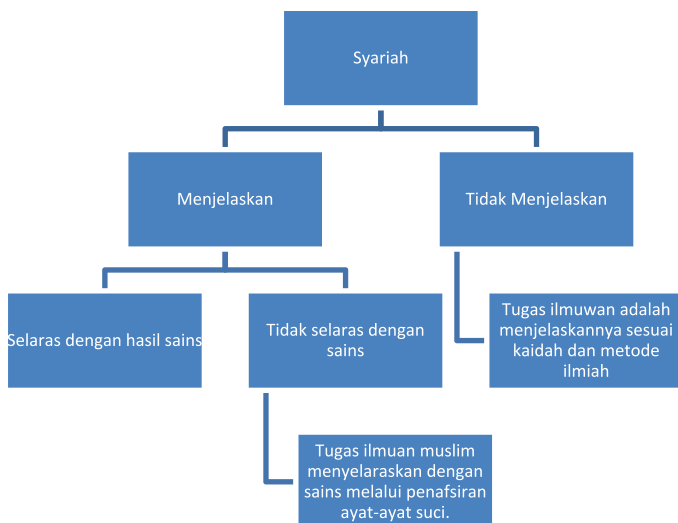 Syariah
Menjelaskan
Tidak Menjelaskan
Selaras dengan hasil sains
Tidak selaras dengan
sains
Tugas ilmuwan adalah
menjelaskannya sesuai
kaidah dan metode
ilmiah
Tugas ilmuan muslim
menyelaraskan dengan
sains melalui penafsiran
ayat-ayat suci.